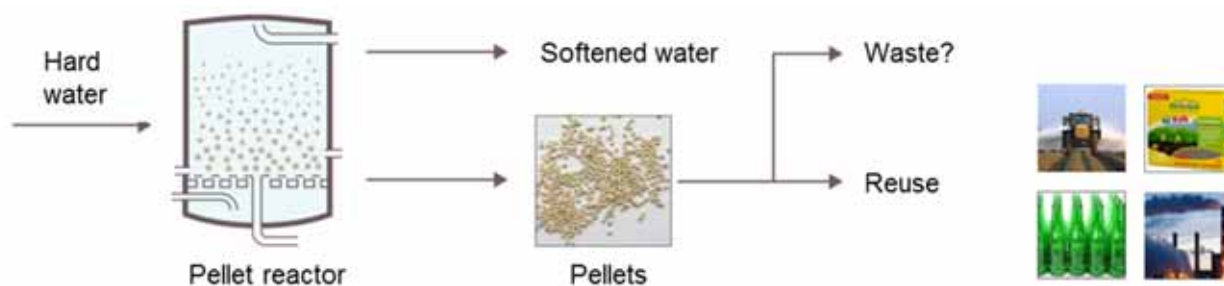 Hard
water
Softened water
Waste?
Reuse
Pellet reactor
Pellets